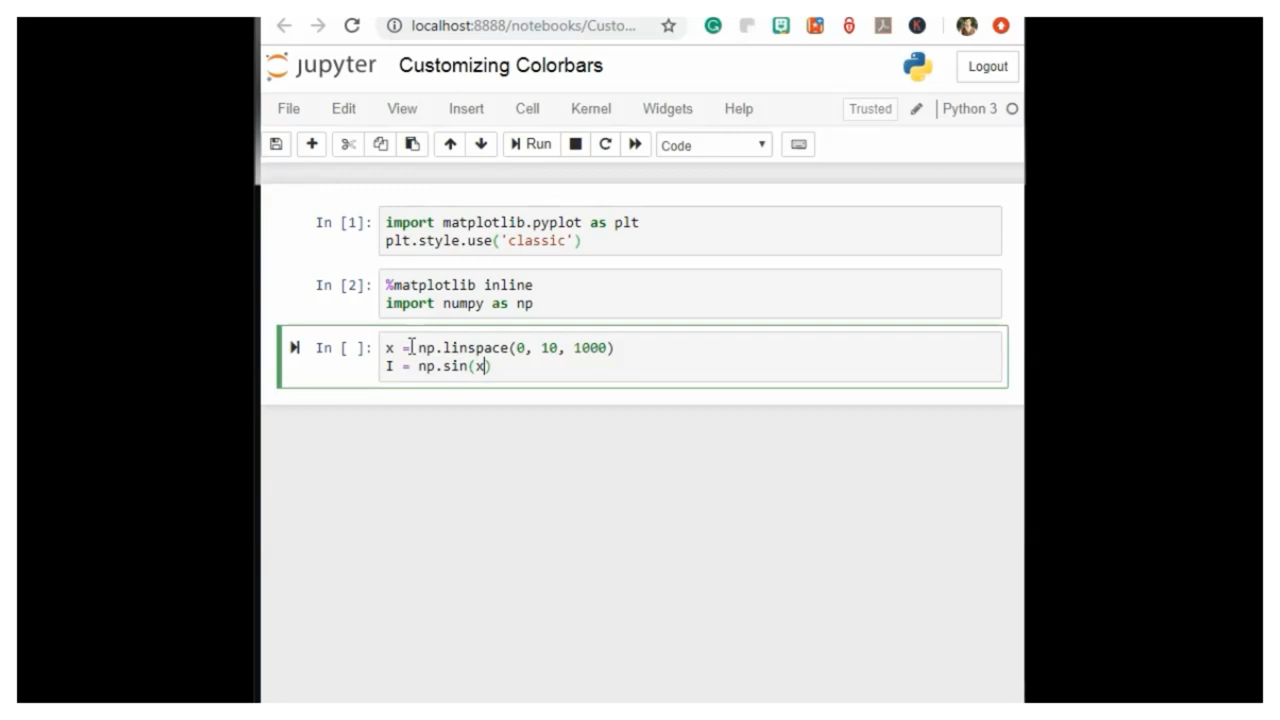 localhost:8888/notebooks/Custo...
jupyter Customizing Colorbars Logout
File Edit View Insert Cell Kernel Widgets Help Trusted Python 3
Run Code
In [1]: import matplotlib.pyplot as plt
plt.style.use('classic')
In [2]: %matplotlib inline
import numpy as np
In [ ]: x = np.linspace(0, 10, 1000)
I = np.sin(x)